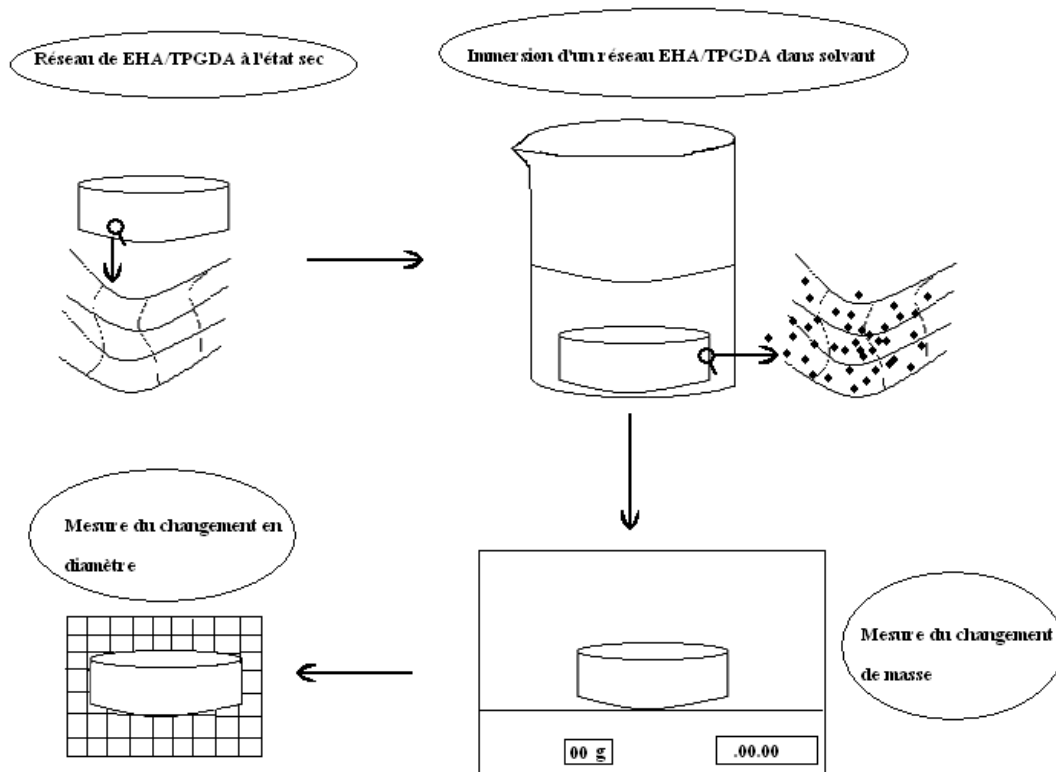 Réseau de EHA/TPGDA à l'état sec
Immersion d'un réseau EHA/TPGDA dans solvant
Mesure du changement en
diamètre
Mesure du changement
de masse
00 g
.00.00